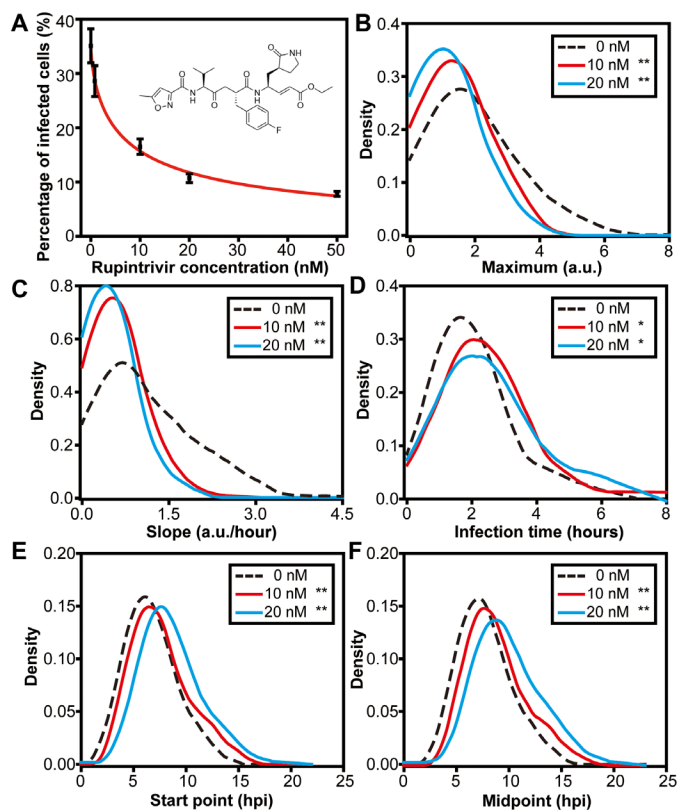 A
Percentage of infected cells (%)
60
30
20
10
0
0 10 20 30 40 50
Rupintrivir concentration (nM)
O
NH
O
N
H
O
H
N
O
O
O
N
O
F
B
Density
0.4
0.3
0.2
0.1
0.0
0 2 4 6 8
Maximum (a.u.)
0 nM
10 nM **
20 nM **
C
Density
0.8
0.6
0.4
0.2
0.0
0.0 1.5 3.0 4.5
Slope (a.u./hour)
0 nM
10 nM **
20 nM **
D
Density
0.4
0.3
0.2
0.1
0.0
0 2 4 6 8
Infection time (hours)
0 nM
10 nM *
20 nM *
E
Density
0.20
0.15
0.10
0.05
0.00
0 5 10 15 20 25
Start point (hpi)
0 nM
10 nM **
20 nM **
F
Density
0.20
0.15
0.10
0.05
0.00
0 5 10 15 20 25
Midpoint (hpi)
0 nM
10 nM **
20 nM **